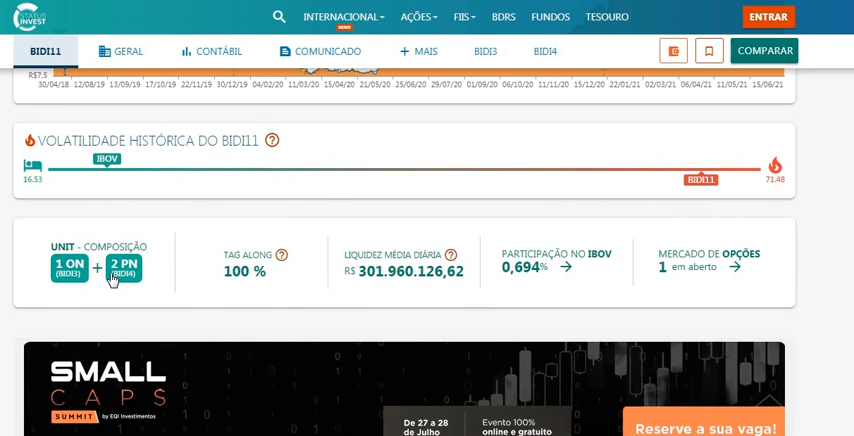 STATUS
INVEST
INTERNACIONAL
NOVO
AÇÕES
FIIS
BDRS
FUNDOS
TESOURO
ENTRAR
BIDI11
GERAL
CONTÁBIL
COMUNICADO
MAIS
BIDI3
BIDI4
COMPARAR
R$7,5
30/04/18 12/08/19 13/09/19 17/10/19 22/11/19 30/12/19 05/02/20 11/03/20 15/04/20 21/05/20 25/06/20 29/07/20 01/09/20 06/10/20 11/11/20 15/12/20 22/01/21 02/03/21 06/04/21 11/05/21 15/06/21
VOLATILIDADE HISTÓRICA DO BIDI11 ?
IBOV
16.53
BIDI11
71.48
UNIT - COMPOSIÇÃO
1 ON
(BIDI3)
+
2 PN
(BIDI4)
TAG ALONG ?
100 %
LIQUIDEZ MÉDIA DIÁRIA ?
R$ 301.960.126,62
PARTICIPAÇÃO NO IBOV
0,694%
MERCADO DE OPÇÕES
1 em aberto
SMALL
CAP$
SUMMIT by EQI Investimentos
De 27 a 28
de Julho
Evento 100%
online e gratuito
Reserve a sua vaga!